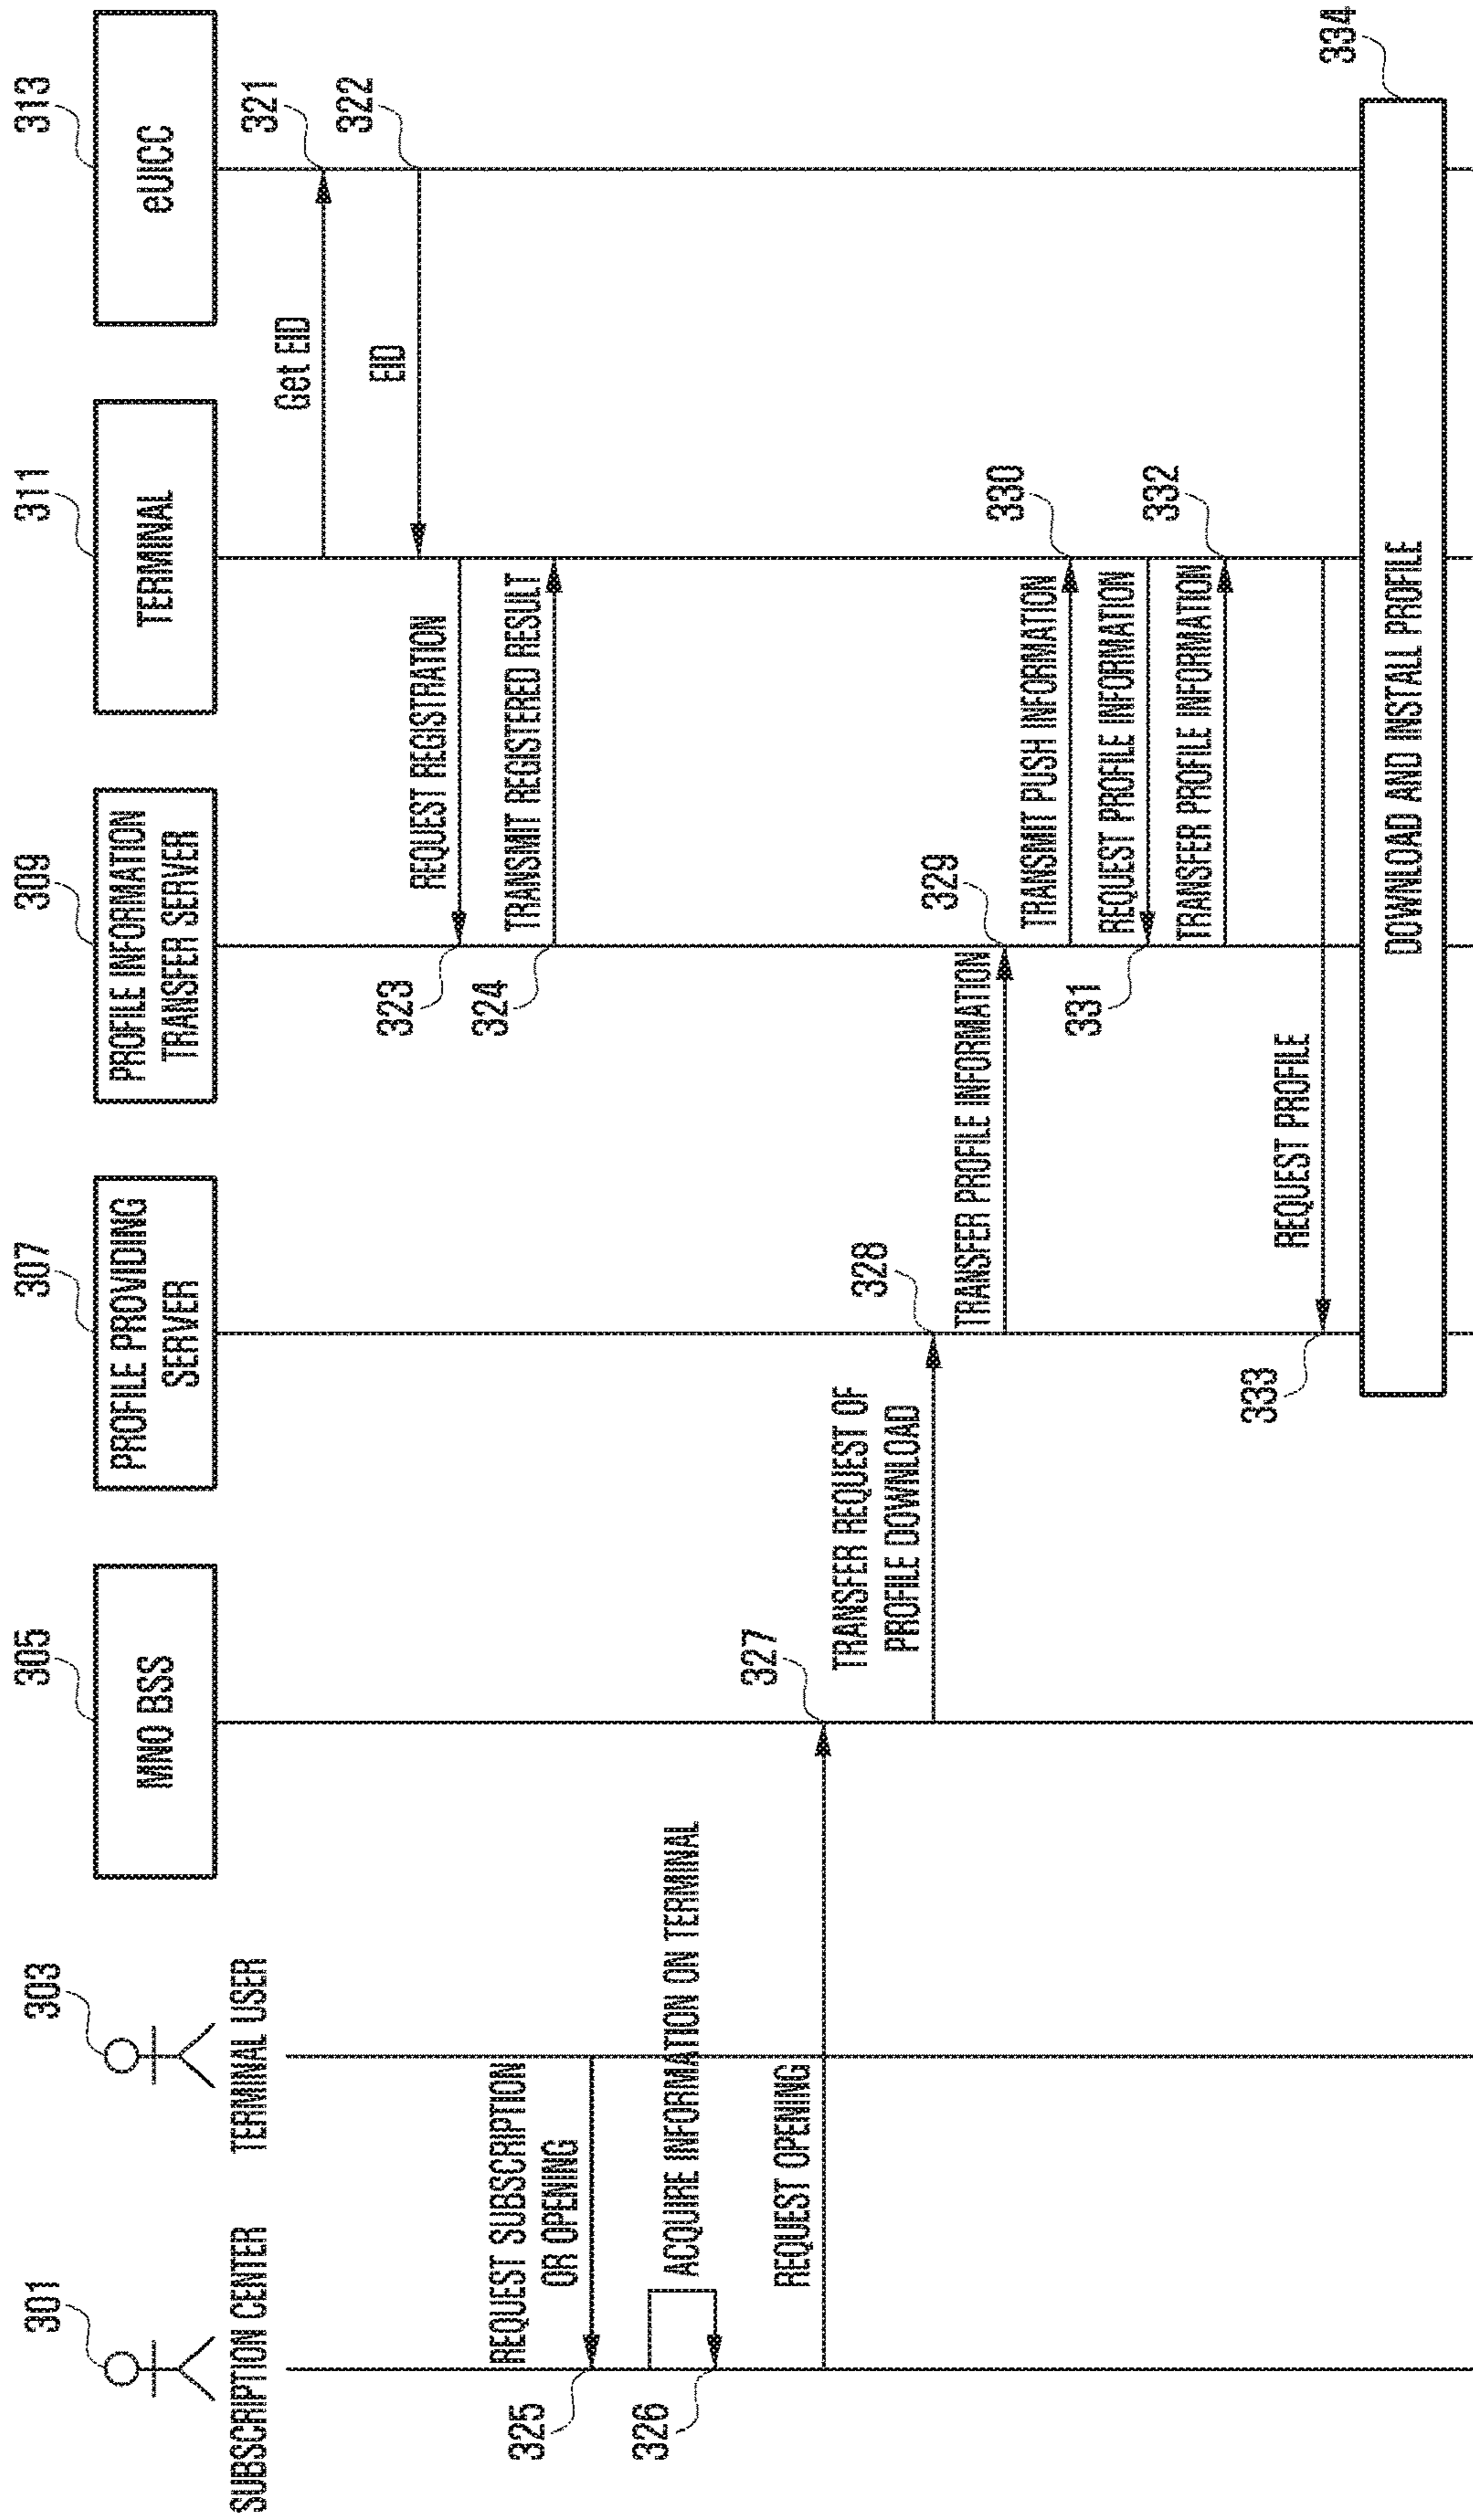 301
SUBSCRIPTION CENTER
303
TERMINAL USER
305
MNO BSS
307
PROFILE PROVIDING
SERVER
309
PROFILE INFORMATION
TRANSFER SERVER
311
TERMINAL
313
eUICC
Get EID
321
EID
322
REQUEST REGISTRATION
323
TRANSMIT REGISTERED RESULT
324
REQUEST SUBSCRIPTION
OR OPENING
325
ACQUIRE INFORMATION ON TERMINAL
326
REQUEST OPENING
327
TRANSFER REQUEST OF
PROFILE DOWNLOAD
328
TRANSFER PROFILE INFORMATION
329
TRANSMIT PUSH INFORMATION
330
REQUEST PROFILE INFORMATION
331
TRANSFER PROFILE INFORMATION
332
REQUEST PROFILE
333
DOWNLOAD AND INSTALL PROFILE
334